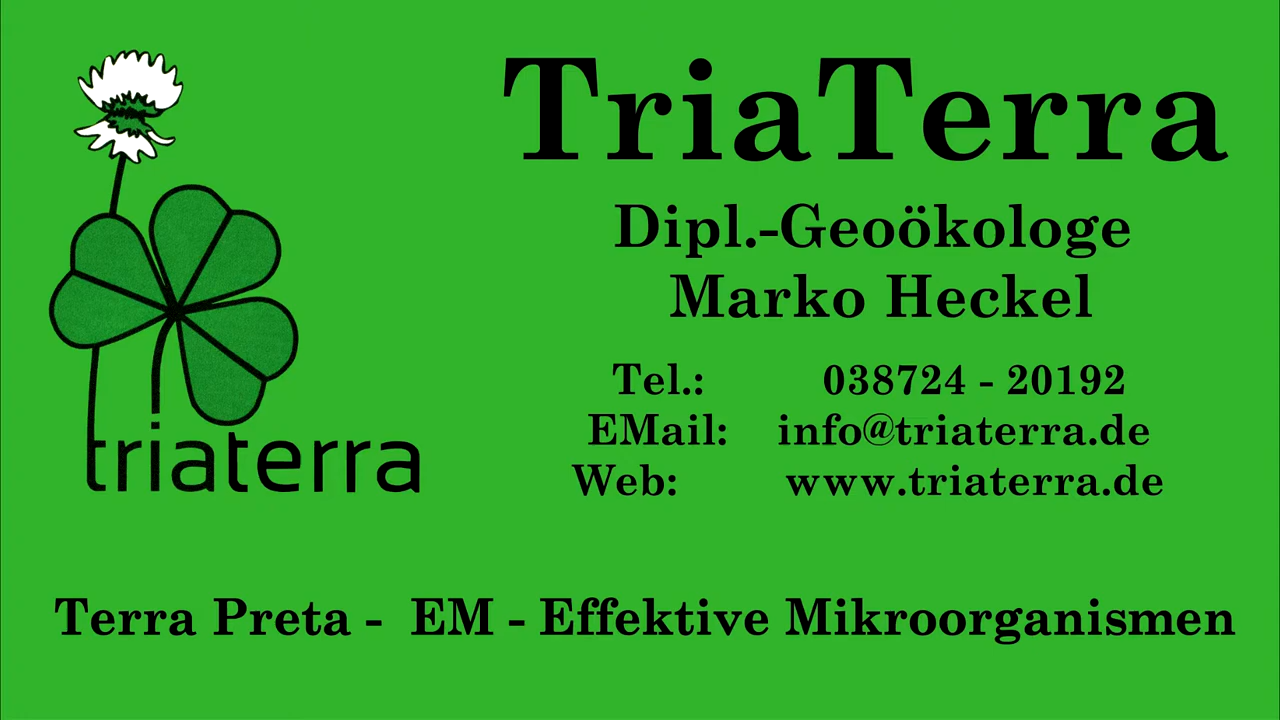 TriaTerra
Dipl.-Geoökologe
Marko Heckel
Tel.: 038724 - 20192
EMail: info@triaterra.de
Web: www.triaterra.de
triaterra
Terra Preta - EM - Effektive Mikroorganismen